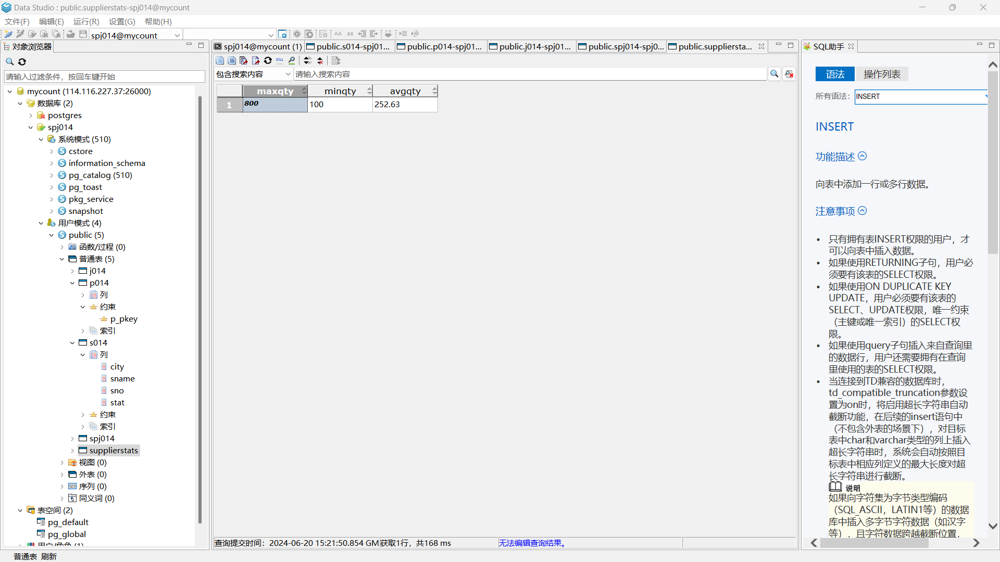 Data Studio : public.supplierstats-spj014@mycount
文件(F) 编辑(E) 运行(R) 设置(G) 帮助(H)
spj014@mycount
对象浏览器
请输入过滤条件，按回车键开始
mycount (114.116.227.37:26000)
数据库 (2)
postgres
spj014
系统模式 (510)
cstore
information_schema
pg_catalog (510)
pg_toast
pkg_service
snapshot
用户模式 (4)
public (5)
函数/过程 (0)
普通表 (5)
j014
p014
列
约束
p_pkey
索引
s014
列
city
sname
sno
stat
约束
索引
spj014
supplierstats
视图 (0)
外表 (0)
序列 (0)
同义词 (0)
表空间 (2)
pg_default
pg_global
用户/角色 (1)
普通表 刷新
spj014@mycount (1) public.s014-spj01... public.p014-spj01... public.j014-spj01... public.spj014-spj0... public.suppliersta...
包含搜索内容 请输入搜索内容
maxqty minqty avgqty
1 800 100 252.63
查询提交时间：2024-06-20 15:21:50.854 GM 获取1行，共168 ms 无法编辑查询结果。
SQL助手
语法 操作列表
所有语法: INSERT
INSERT
功能描述
向表中添加一行或多行数据。
注意事项
• 只有拥有表INSERT权限的用户，才
可以向表中插入数据。
• 如果使用RETURNING子句，用户必
须要有该表的SELECT权限。
• 如果使用ON DUPLICATE KEY
UPDATE，用户必须要有该表的
SELECT、UPDATE权限，唯一约束
（主键或唯一索引）的SELECT权
限。
• 如果使用query子句插入来自查询里
的数据行，用户还需要拥有在查询
里使用的表的SELECT权限。
• 当连接到TD兼容的数据库时，
td_compatible_truncation参数设
置为on时，将启用超长字符串自动
截断功能，在后续的insert语句中
（不包含外表的场景下），对目标
表中char和varchar类型的列上插入
超长字符串时，系统会自动按照目
标表中相应列定义的最大长度对超
长字符串进行截断。
说明
如果向字符集为字节类型编码
（SQL_ASCII，LATIN1等）的数据
库中插入多字节字符数据（如汉字
等），且字符数据跨越截断位置，